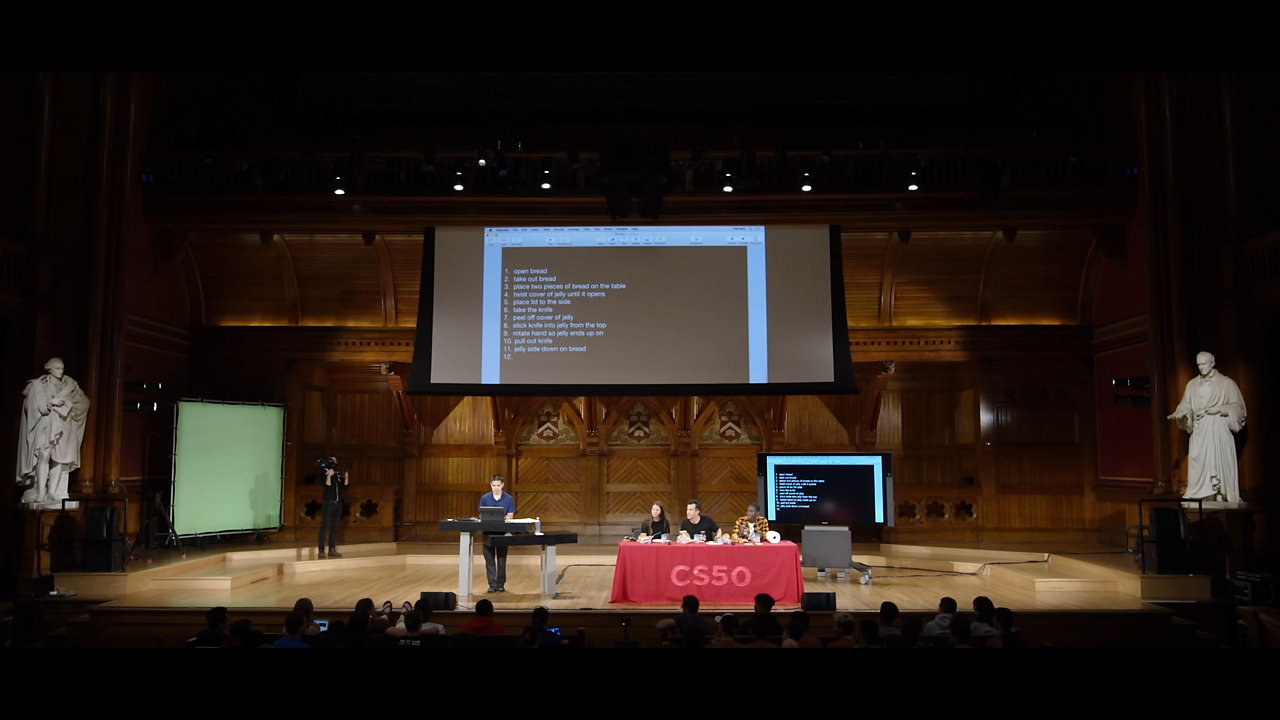 1. open bread
2. take out bread
3. place two pieces of bread on the table
4. twist cover of jelly until it opens
5. place lid to the side
6. take the knife
7. peel off cover of jelly
8. stick knife into jelly from the top
9. rotate hand so jelly ends up on
10. pull out knife
11. jelly side down on bread
12.
CS50